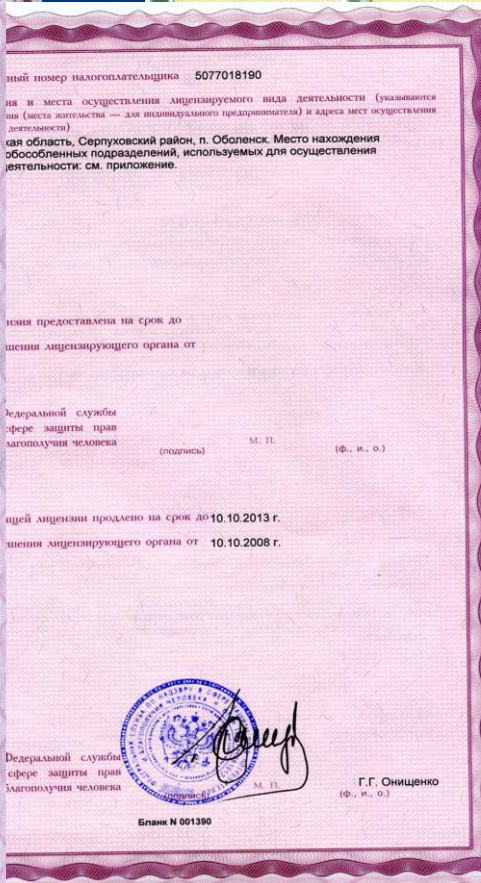 ный номер налогоплательщика 5077018190
ия и места осуществления лицензируемого вида деятельности (указываются
ния (места жительства — для индивидуального предпринимателя) и адреса мест осуществления
деятельности)
кая область, Серпуховский район, п. Оболенск. Место нахождения
обособленных подразделений, используемых для осуществления
деятельности: см. приложение.
нзия предоставлена на срок до
шения лицензирующего органа от
Федеральной службы
сфере защиты прав
благополучия человека
(подпись)
М. П.
(ф., и., о.)
щей лицензии продлено на срок до 10.10.2013 г.
шения лицензирующего органа от 10.10.2008 г.
Федеральной службы
сфере защиты прав
благополучия человека
(подпись)
М. П.
Г.Г. Онищенко
(ф., и., о.)
Бланк N 001390